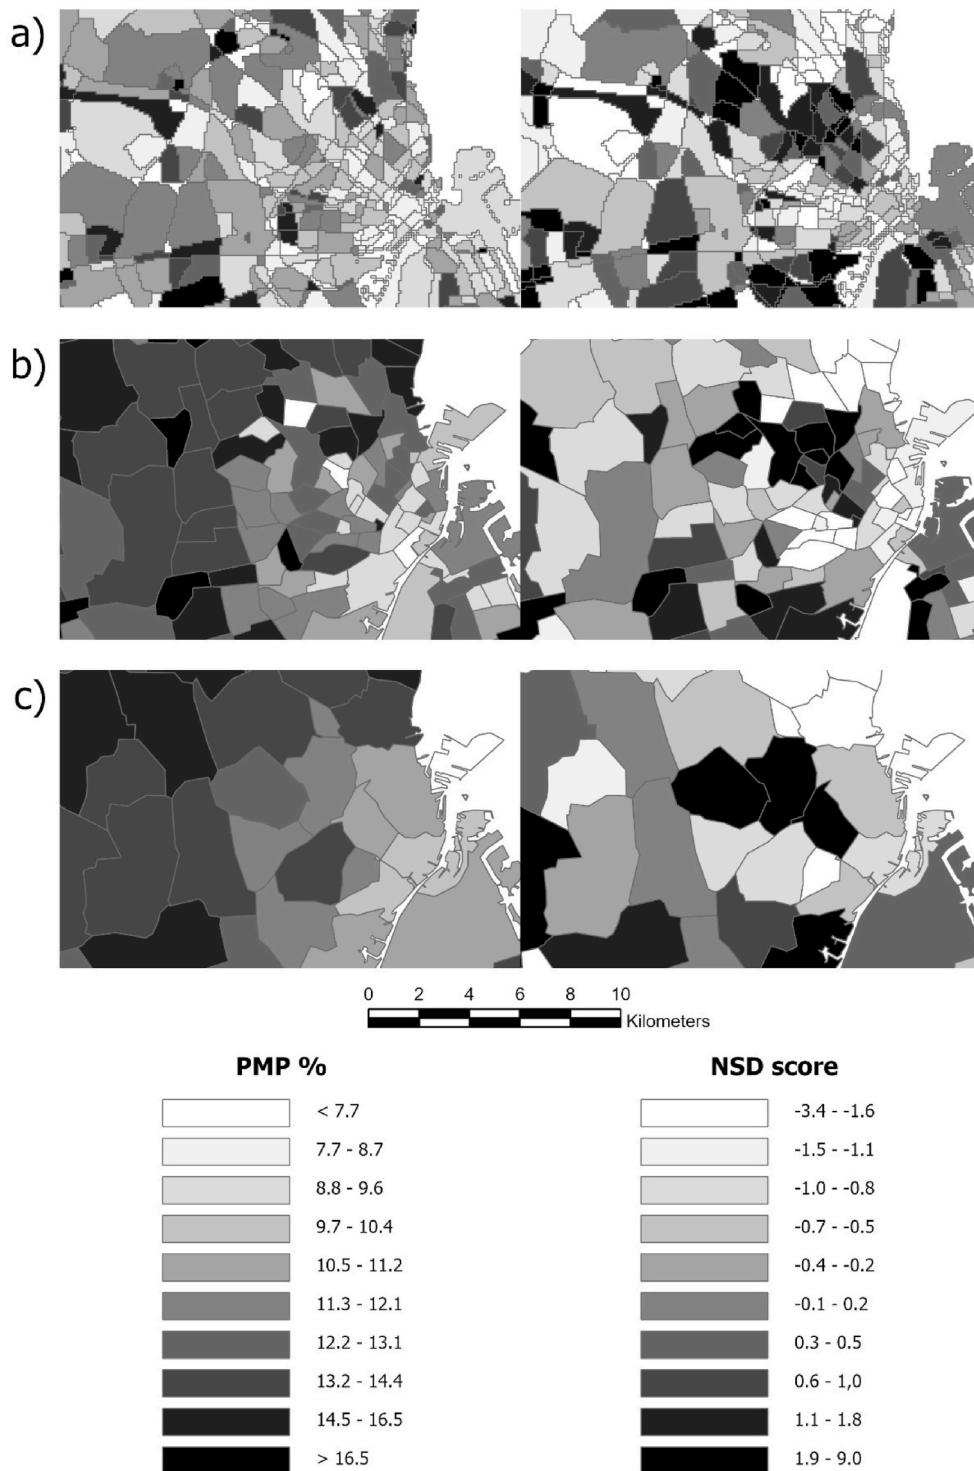 a)
b)
c)
0 2 4 6 8 10
Kilometers
PMP %
< 7.7
7.7 - 8.7
8.8 - 9.6
9.7 - 10.4
10.5 - 11.2
11.3 - 12.1
12.2 - 13.1
13.2 - 14.4
14.5 - 16.5
> 16.5
NSD score
-3.4 - -1.6
-1.5 - -1.1
-1.0 - -0.8
-0.7 - -0.5
-0.4 - -0.2
-0.1 - 0.2
0.3 - 0.5
0.6 - 1,0
1.1 - 1.8
1.9 - 9.0